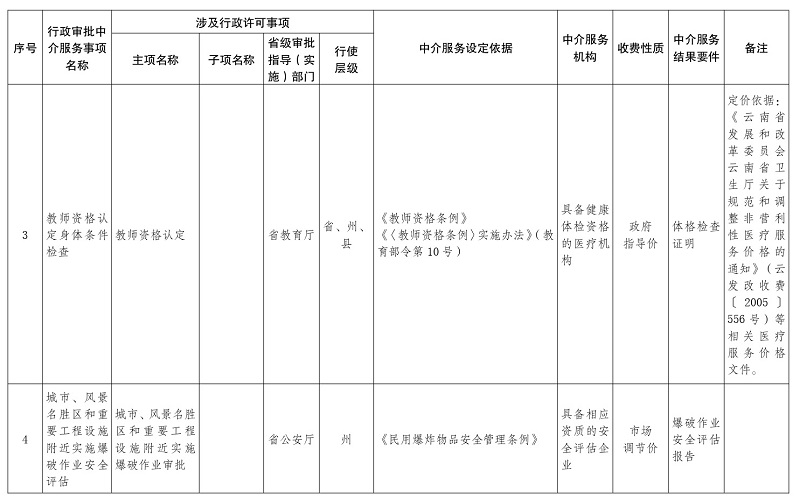 序号
行政审批中
介服务事项
名称
涉及行政许可事项
主项名称
子项名称
省级审批
指导（实
施）部门
行使
层级
中介服务设定依据
中介服务
机构
收费性质
中介服务
结果要件
备注
3
教师资格认
定身体条件
检查
教师资格认定
省教育厅
省、州、
县
《教师资格条例》
《〈教师资格条例〉实施办法》（教
育部令第 10 号）
具备健康
体检资格
的医疗机
构
政府
指导价
体格检查
证明
定价依据：
《云南省
发展和改
革委员会
云南省卫
生厅关于
规范和调
整非营利
性医疗服
务价格的
通知》（云
发改收费
〔2005〕
556 号）等
相关医疗
服务价格
文件。
4
城市、风景
名胜区和重
要工程设施
附近实施爆
破作业安全
评估
城市、风景名胜
区和重要工程
设施附近实施
爆破作业审批
省公安厅
州
《民用爆炸物品安全管理条例》
具备相应
资质的安
全评估企
业
市场
调节价
爆破作业
安全评估
报告